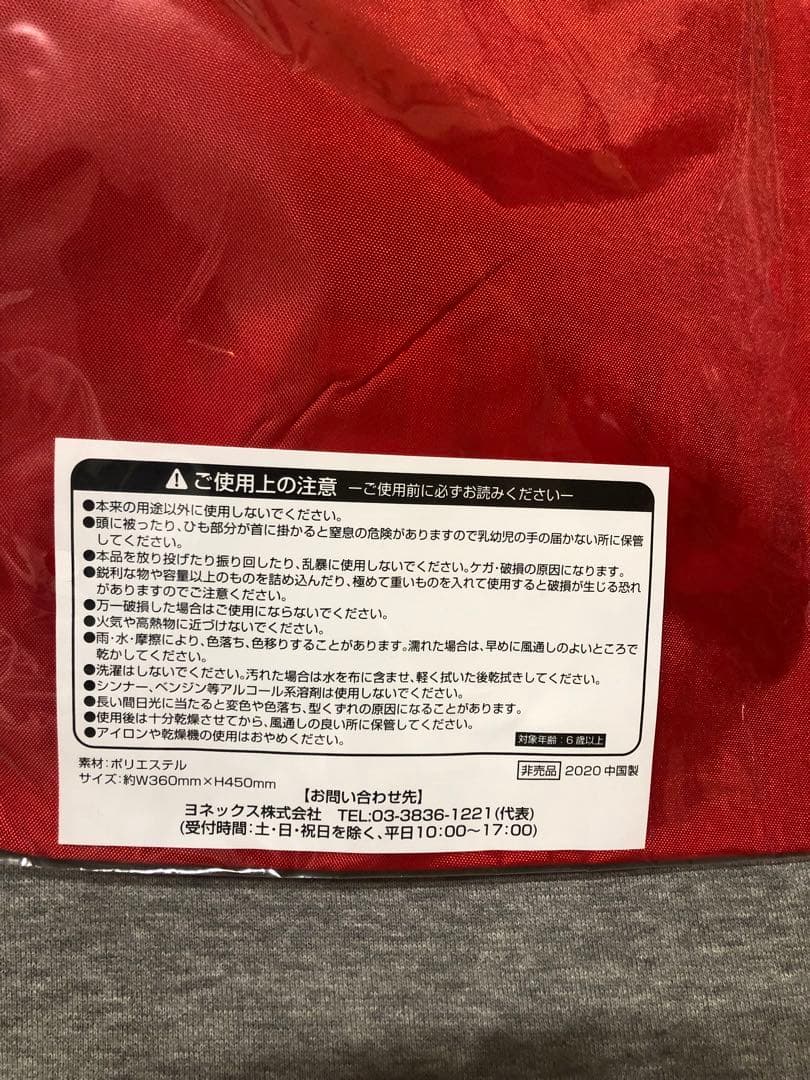 ⚠ご使用上の注意 ーご使用前に必ずお読みくださいー
●本来の用途以外に使用しないでください。
●頭に被ったり、ひも部分が首に掛かると窒息の危険がありますので乳幼児の手の届かない所に保管
してください。
●本品を放り投げたり振り回したり、乱暴に使用しないでください。ケガ・破損の原因になります。
●鋭利な物や容量以上のものを詰め込んだり、極めて重いものを入れて使用すると破損が生じる恐れ
がありますのでご注意ください。
●万一破損した場合はご使用にならないでください。
●火気や高熱物に近づけないでください。
●雨・水・摩擦により、色落ち、色移りすることがあります。濡れた場合は、早めに風通しのよいところで
乾かしてください。
●洗濯はしないでください。汚れた場合は水を布に含ませ、軽く拭いた後乾拭きしてください。
●シンナー、ベンジン等アルコール系溶剤は使用しないでください。
●長い間日光に当たると変色や色落ち、型くずれの原因になることがあります。
●使用後は十分乾燥させてから、風通しの良い所に保管してください。
●アイロンや乾燥機の使用はおやめください。
対象年齢：6歳以上
素材：ポリエステル
サイズ：約W360mm×H450mm
非売品 2020 中国製
【お問い合わせ先】
ヨネックス株式会社 TEL:03-3836-1221(代表)
(受付時間：土・日・祝日を除く、平日10:00〜17:00)